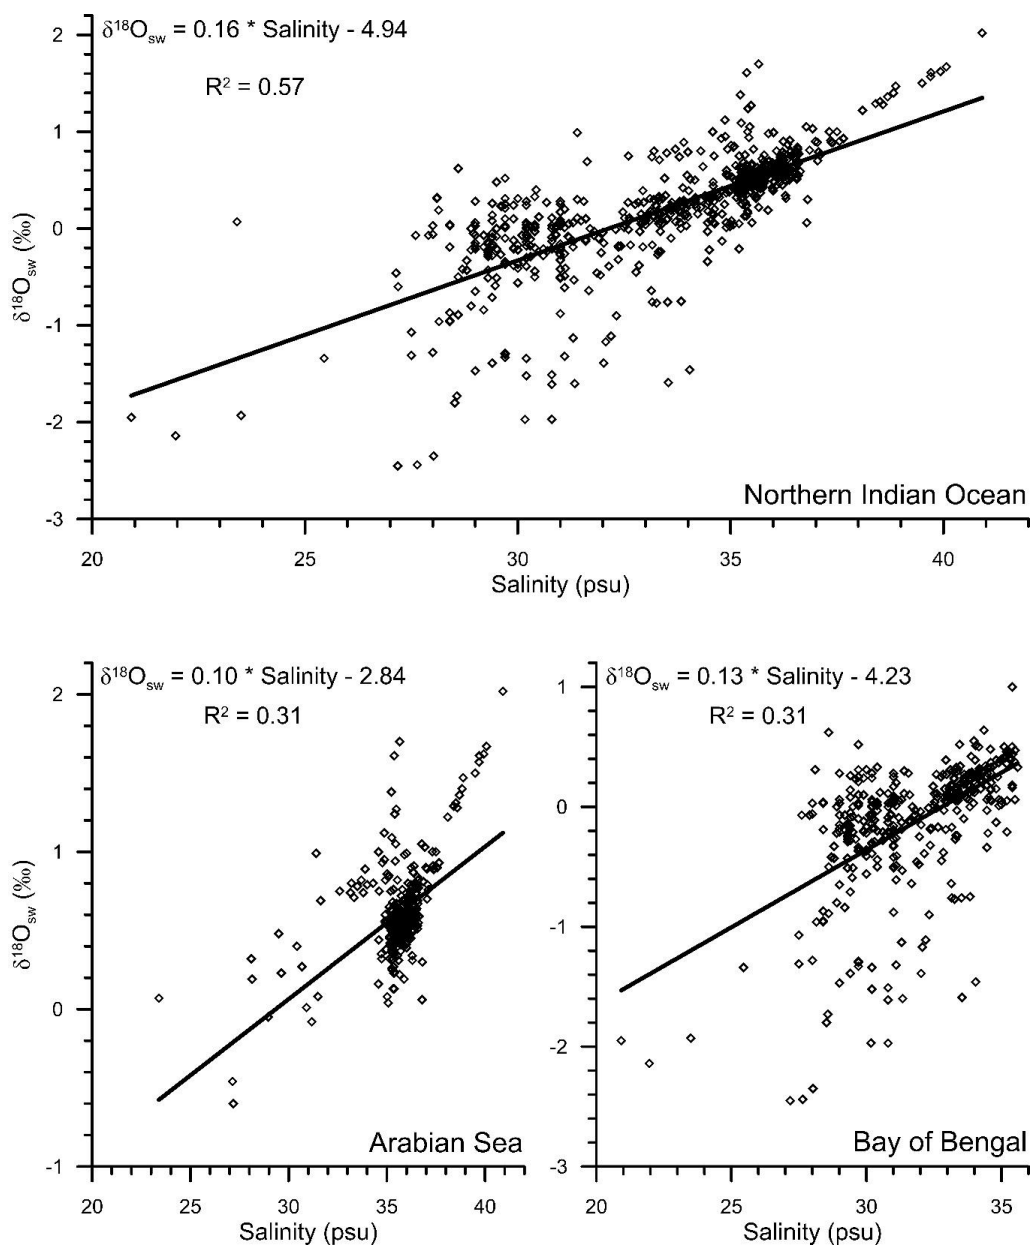 δ¹⁸Osw = 0.16 * Salinity - 4.94
R² = 0.57
δ¹⁸Osw (‰)
2
1
0
-1
-2
-3
20 25 30 35 40
Salinity (psu)
Northern Indian Ocean
δ¹⁸Osw = 0.10 * Salinity - 2.84
R² = 0.31
δ¹⁸Osw (‰)
2
1
0
-1
20 25 30 35 40
Salinity (psu)
Arabian Sea
δ¹⁸Osw = 0.13 * Salinity - 4.23
R² = 0.31
1
0
-1
-2
-3
20 25 30 35
Salinity (psu)
Bay of Bengal